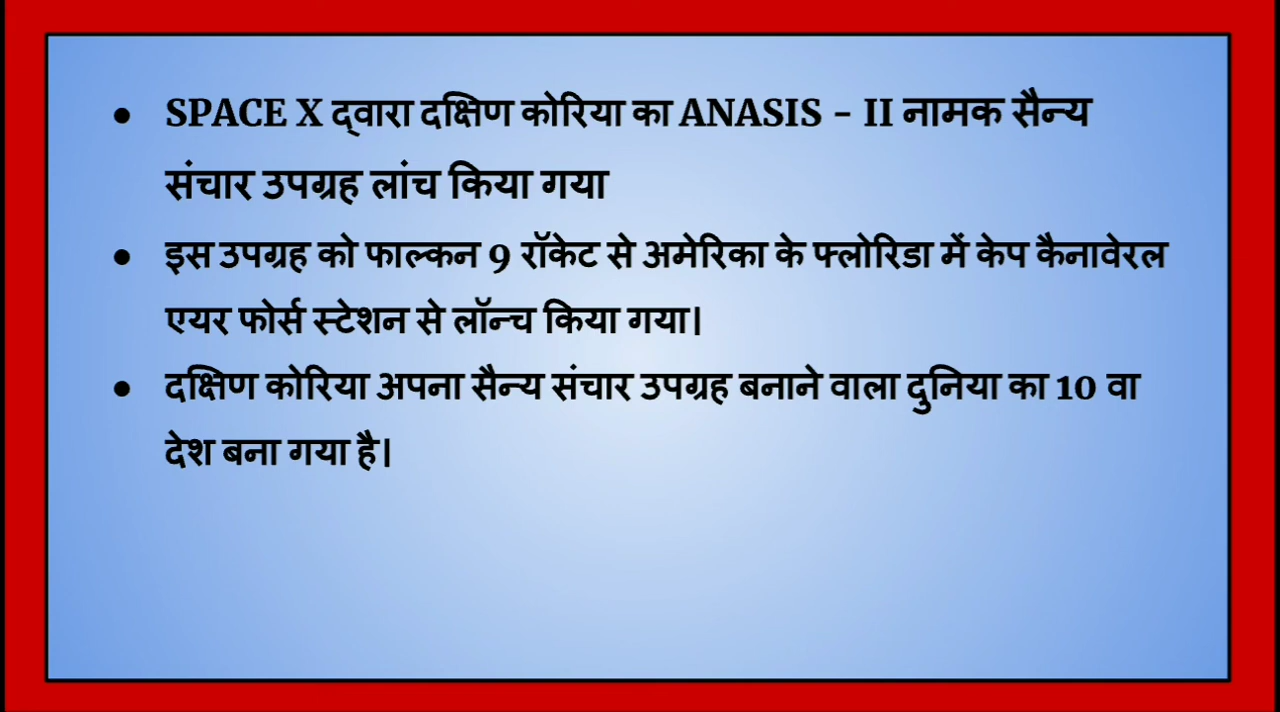 ● SPACE X द्वारा दक्षिण कोरिया का ANASIS - II नामक सैन्य
संचार उपग्रह लांच किया गया
● इस उपग्रह को फाल्कन 9 रॉकेट से अमेरिका के फ्लोरिडा में केप कैनावेरल
एयर फोर्स स्टेशन से लॉन्च किया गया।
● दक्षिण कोरिया अपना सैन्य संचार उपग्रह बनाने वाला दुनिया का 10 वा
देश बना गया है।